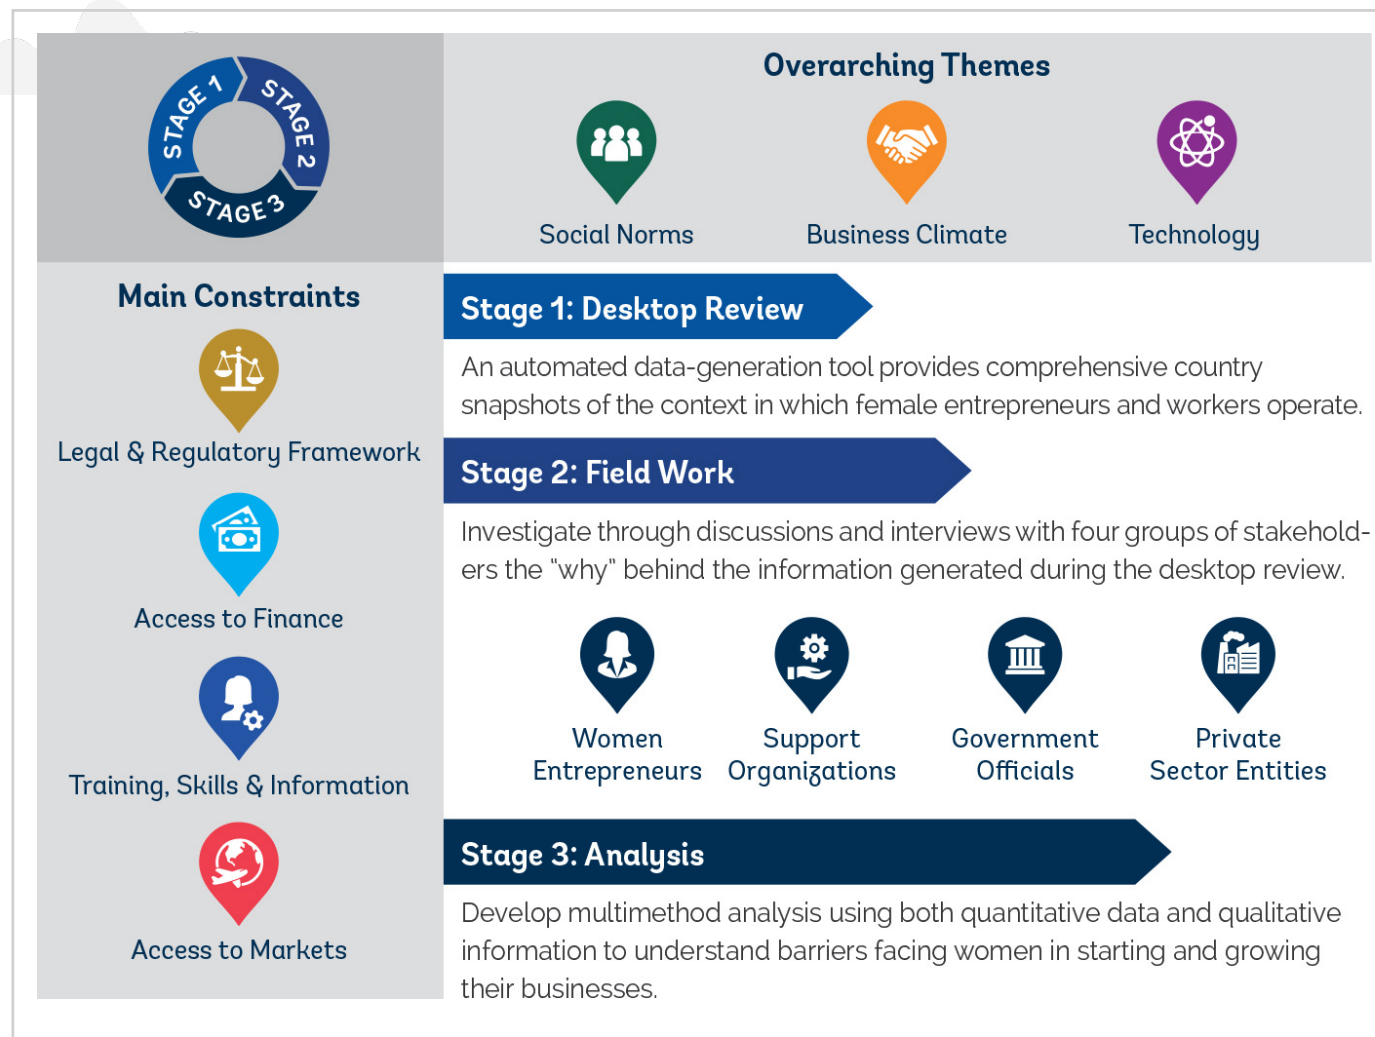 STAGE 1
STAGE 2
STAGE 3
Overarching Themes
Social Norms
Business Climate
Technology
Main Constraints
Legal & Regulatory Framework
Access to Finance
Training, Skills & Information
Access to Markets
Stage 1: Desktop Review
An automated data-generation tool provides comprehensive country
snapshots of the context in which female entrepreneurs and workers operate.
Stage 2: Field Work
Investigate through discussions and interviews with four groups of stakehold-
ers the “why” behind the information generated during the desktop review.
Women
Entrepreneurs
Support
Organizations
Government
Officials
Private
Sector Entities
Stage 3: Analysis
Develop multimethod analysis using both quantitative data and qualitative
information to understand barriers facing women in starting and growing
their businesses.